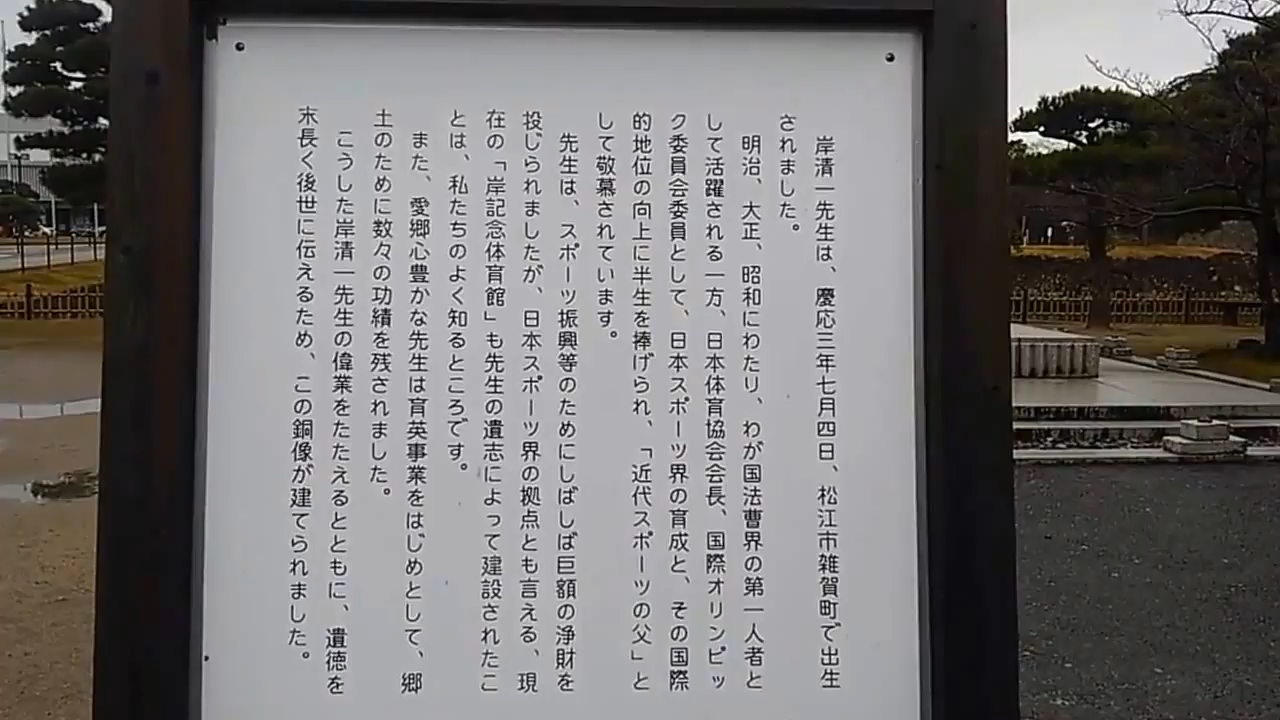 岸清一先生は、慶応三年七月四日、松江市雑賀町で出生
されました。
明治、大正、昭和にわたり、わが国法曹界の第一人者と
して活躍される一方、日本体育協会会長、国際オリンピッ
ク委員会委員として、日本スポーツ界の育成と、その国際
的地位の向上に半生を捧げられ、「近代スポーツの父」と
して敬慕されています。
先生は、スポーツ振興等のためにしばしば巨額の浄財を
投じられましたが、日本スポーツ界の拠点とも言える、現
在の「岸記念体育館」も先生の遺志によって建設されたこ
とは、私たちのよく知るところです。
また、愛郷心豊かな先生は育英事業をはじめとして、郷
土のために数々の功績を残されました。
こうした岸清一先生の偉業をたたえるとともに、遺徳を
末長く後世に伝えるため、この銅像が建てられました。